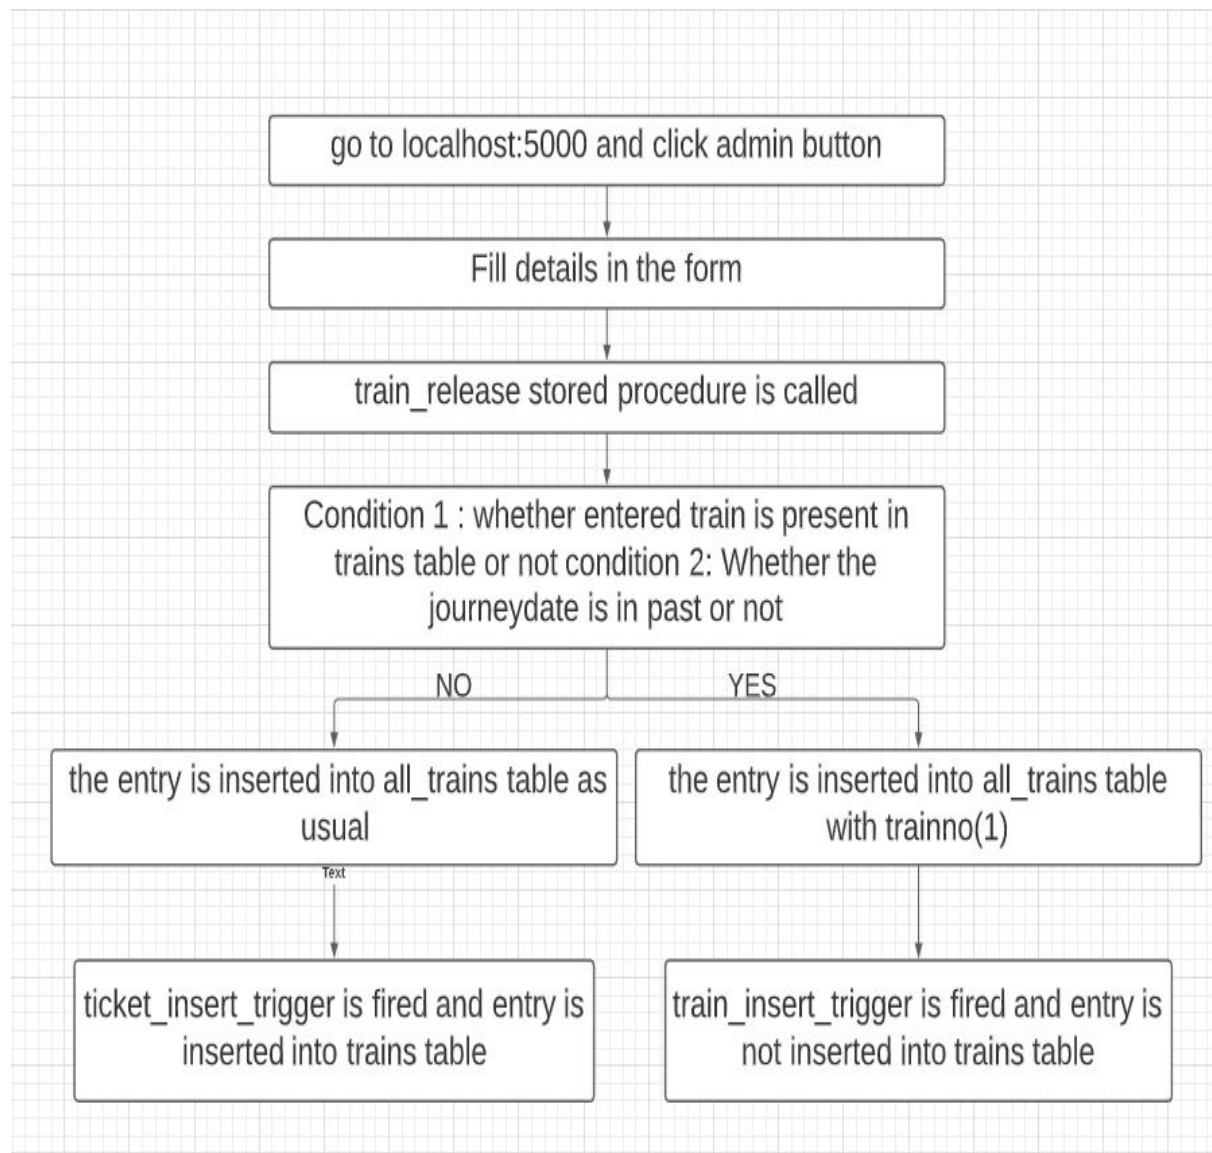 go to localhost:5000 and click admin button
Fill details in the form
train_release stored procedure is called
Condition 1 : whether entered train is present in
trains table or not condition 2: Whether the
journeydate is in past or not
NO
YES
the entry is inserted into all_trains table as
usual
the entry is inserted into all_trains table
with trainno(1)
Text
ticket_insert_trigger is fired and entry is
inserted into trains table
train_insert_trigger is fired and entry is
not inserted into trains table